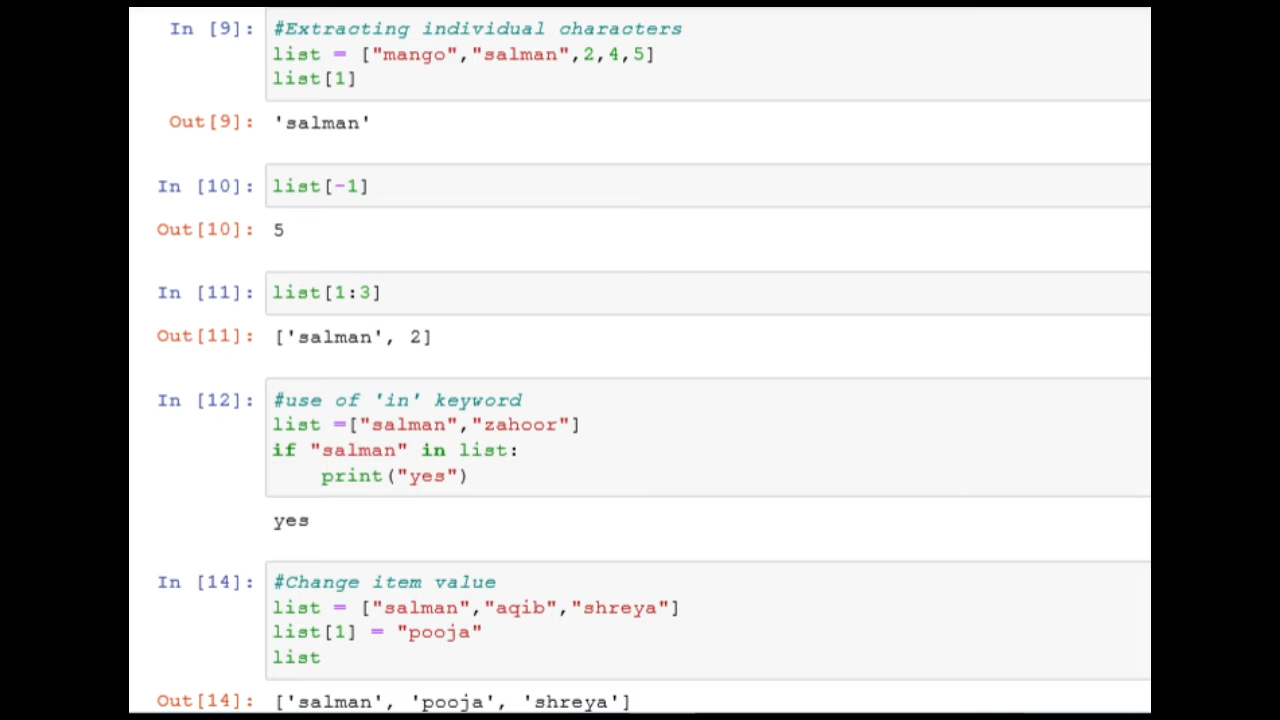 In [9]: #Extracting individual characters
list = ["mango","salman",2,4,5]
list[1]
Out[9]: 'salman'
In [10]: list[-1]
Out[10]: 5
In [11]: list[1:3]
Out[11]: ['salman', 2]
In [12]: #use of 'in' keyword
list =["salman","zahoor"]
if "salman" in list:
    print("yes")
yes
In [14]: #Change item value
list = ["salman","aqib","shreya"]
list[1] = "pooja"
list
Out[14]: ['salman', 'pooja', 'shreya']